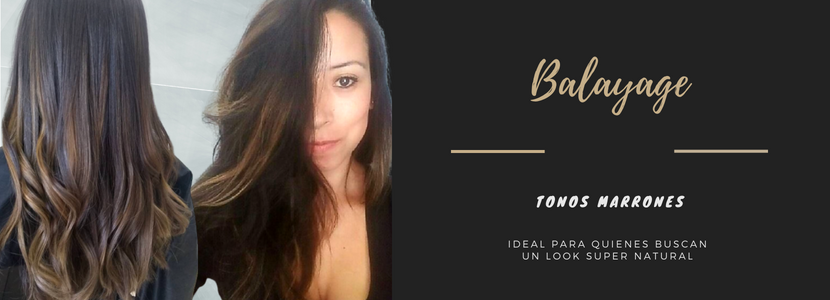 Balayage
TONOS MARRONES
IDEAL PARA QUIENES BUSCAN
UN LOOK SUPER NATURAL